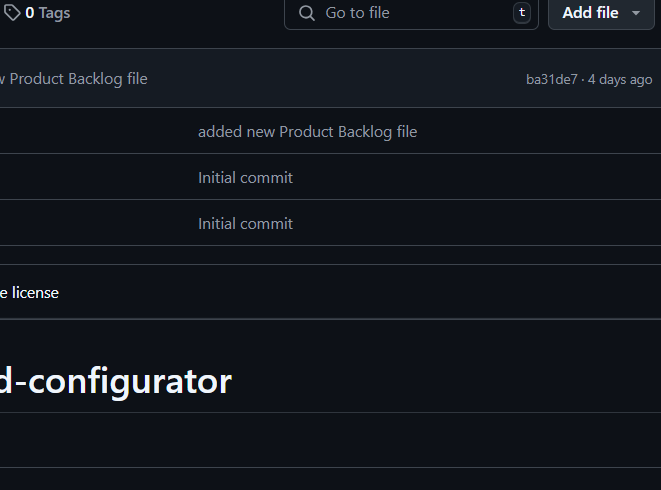 0 Tags
Go to file
t
Add file
Product Backlog file
ba31de7 · 4 days ago
added new Product Backlog file
Initial commit
Initial commit
e license
d-configurator